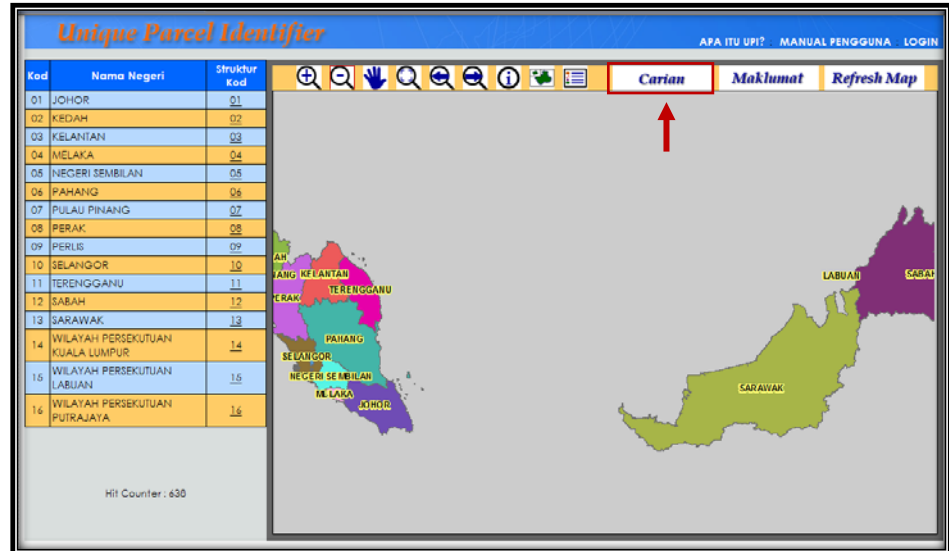 Unique Parcel Identifier
APA ITU UPI? . MANUAL PENGGUNA . LOGIN
Kod Nama Negeri Struktur Kod
Carian Maklumat Refresh Map
01 JOHOR 01
02 KEDAH 02
03 KELANTAN 03
04 MELAKA 04
05 NEGERI SEMBILAN 05
06 PAHANG 06
07 PULAU PINANG 07
08 PERAK 08
09 PERLIS 09
10 SELANGOR 10
11 TERENGGANU 11
12 SABAH 12
13 SARAWAK 13
14 WILAYAH PERSEKUTUAN
KUALA LUMPUR 14
15 WILAYAH PERSEKUTUAN
LABUAN 15
16 WILAYAH PERSEKUTUAN
PUTRAJAYA 16
Hit Counter : 630
AH
NANG KELANTAN
TERENGGANU
PERAK
PAHANG
SELANGOR
NEGERI SEMBILAN
MELAKA
JOHOR
LABUAN
SABAH
SARAWAK